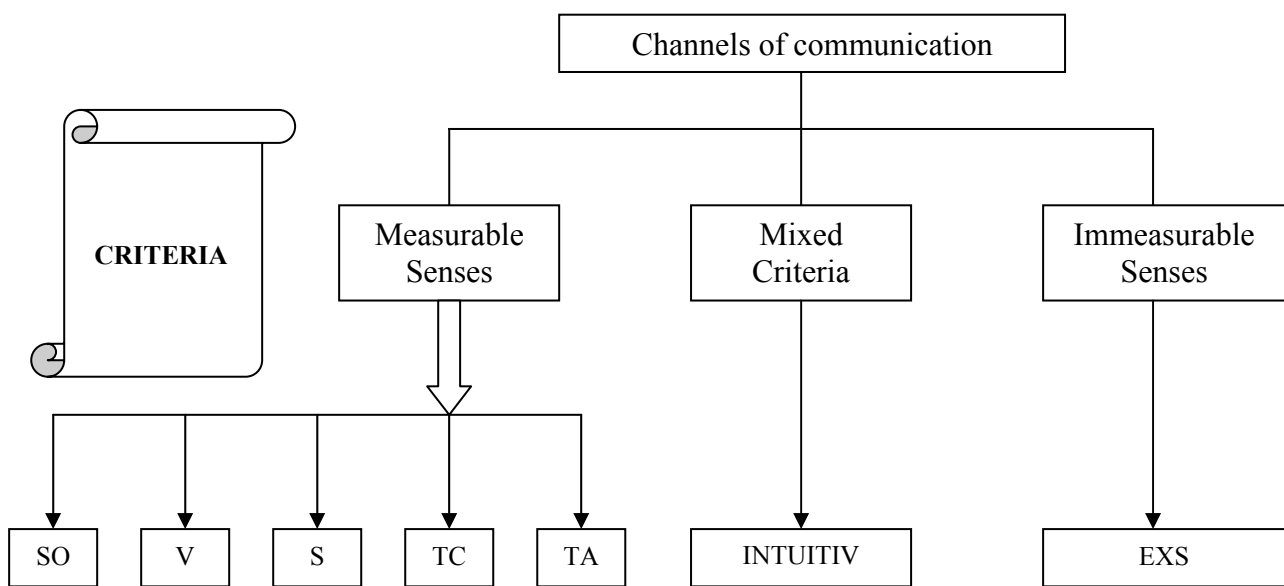 Channels of communication
CRITERIA
Measurable
Senses
Mixed
Criteria
Immeasurable
Senses
SO
V
S
TC
TA
INTUITIV
EXS